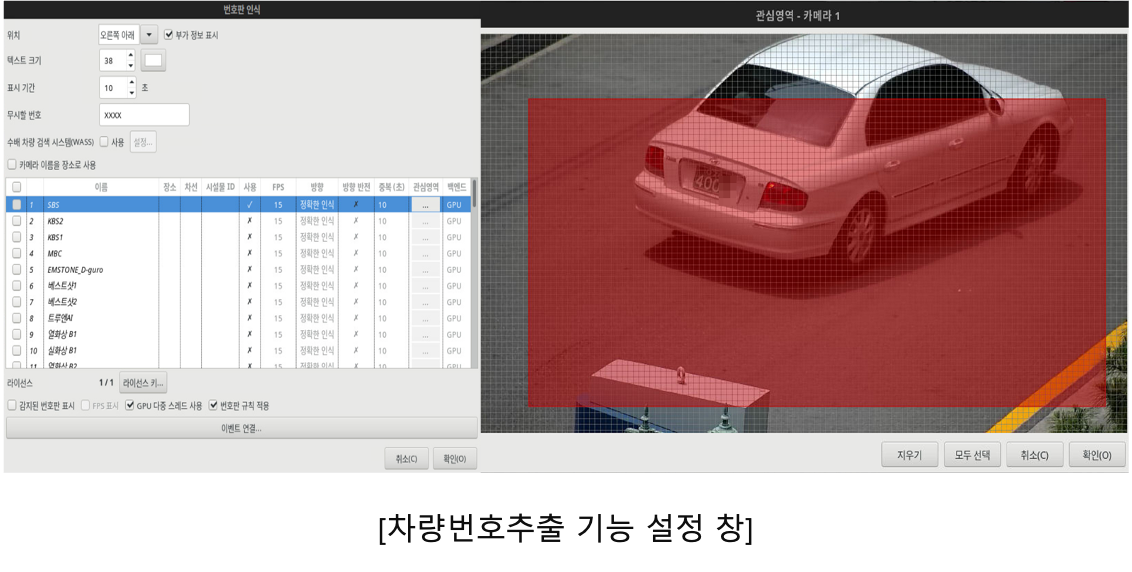 번호판 인식
위치 오른쪽 아래 부가 정보 표시
텍스트 크기 38
표시 기간 10 초
무시할 번호 XXXX
수배 차량 검색 시스템(WASS) 사용 설정...
카메라 이름을 장소로 사용
이름 장소 차선 시설물 ID 사용 FPS 방향 방향 반전 중복 (초) 관심영역 백엔드
1 SBS ✓ 15 정확한 인식 ✗ 10 ... GPU
2 KBS2 ✗ 15 정확한 인식 ✗ 10 ... GPU
3 KBS1 ✗ 15 정확한 인식 ✗ 10 ... GPU
4 MBC ✗ 15 정확한 인식 ✗ 10 ... GPU
5 EMSTONE_D-guro ✗ 15 정확한 인식 ✗ 10 ... GPU
6 베스트샷1 ✗ 15 정확한 인식 ✗ 10 ... GPU
7 베스트샷2 ✗ 15 정확한 인식 ✗ 10 ... GPU
8 트루엔AI ✗ 15 정확한 인식 ✗ 10 ... GPU
9 열화상 B1 ✗ 15 정확한 인식 ✗ 10 ... GPU
10 실화상 B1 ✗ 15 정확한 인식 ✗ 10 ... GPU
11 열화상 B2 ✗ 15 정확한 인식 ✗ 10 ... GPU
라이선스 1 / 1 라이선스 키...
감지된 번호판 표시 FPS 표시 GPU 다중 스레드 사용 번호판 규칙 적용
이벤트 연결...
취소(C) 확인(O)
관심영역 - 카메라 1
400
지우기 모두 선택 취소(C) 확인(O)
[차량번호추출 기능 설정 창]